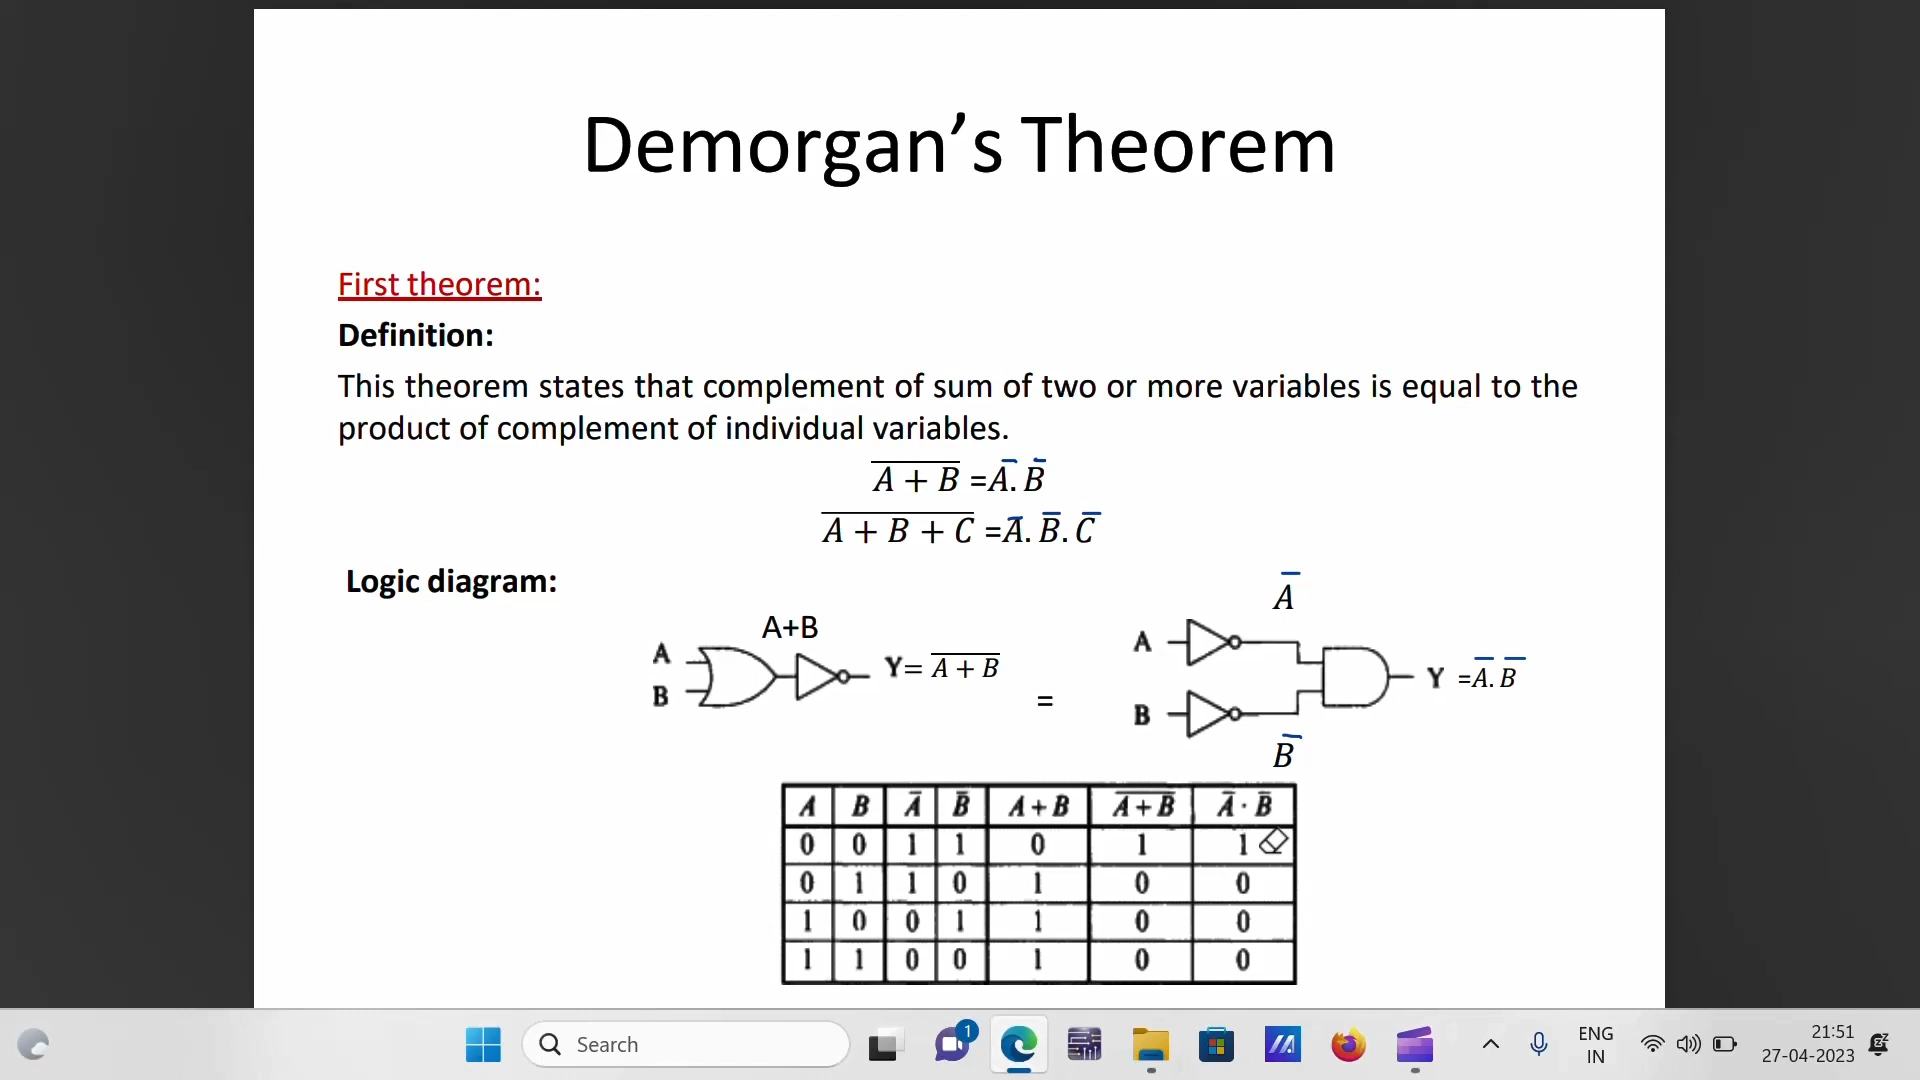 Demorgan’s Theorem
First theorem:
Definition:
This theorem states that complement of sum of two or more variables is equal to the
product of complement of individual variables.
A̅ ̅+̅ ̅B̅ =A̅. B̅
A̅ ̅+̅ ̅B̅ ̅+̅ ̅C̅ =A̅. B̅. C̅
Logic diagram:
A+B
A
B
Y= A̅ ̅+̅ ̅B̅
=
A̅
A
B
Y =A̅. B̅
B̅
A B A̅ B̅ A + B A̅ ̅+̅ ̅B̅ A̅ · B̅
0 0 1 1 0 1 1
0 1 1 0 1 0 0
1 0 0 1 1 0 0
1 1 0 0 1 0 0
Search
1
ENG
IN
21:51
27-04-2023